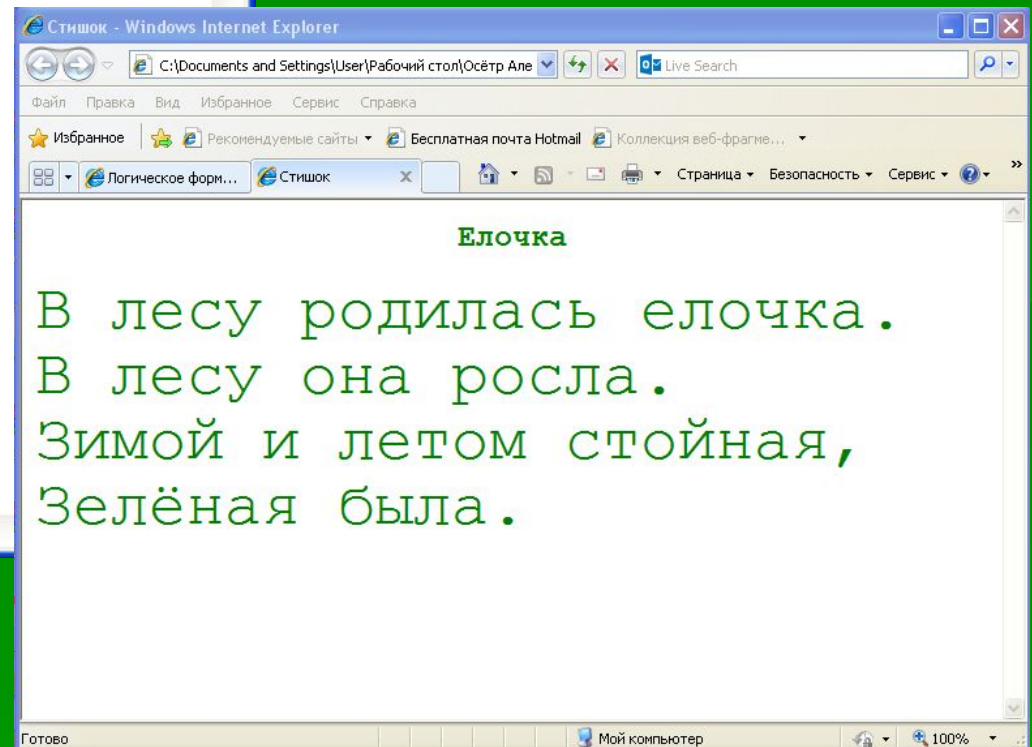 Стишок - Windows Internet Explorer
C:\Documents and Settings\User\Рабочий стол\Осётр Але
Live Search
Файл Правка Вид Избранное Сервис Справка
Избранное Рекомендуемые сайты Бесплатная почта Hotmail Коллекция веб-фрагме...
Логическое форм... Стишок X Страница Безопасность Сервис »
Елочка
В лесу родилась елочка.
В лесу она росла.
Зимой и летом стойная,
Зелёная была.
Готово Мой компьютер 100%